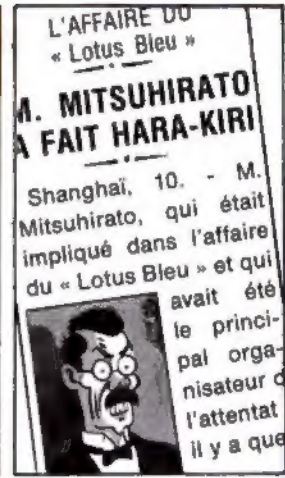 L'AFFAIRE DU
« Lotus Bleu »
M. MITSUHIRATO
A FAIT HARA-KIRI
Shanghaï, 10. - M.
Mitsuhirato, qui était
impliqué dans l'affaire
du « Lotus Bleu » et qui
avait été
le princi-
pal orga-
nisateur d
l'attentat
il y a que